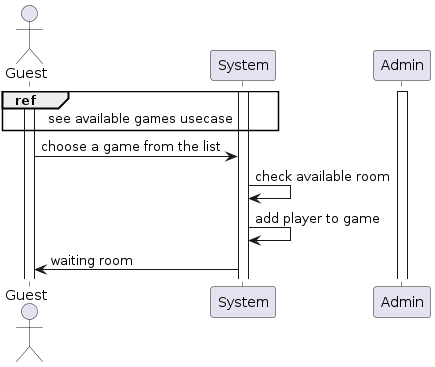 Guest
System
Admin
ref
see available games usecase
choose a game from the list
check available room
add player to game
waiting room
Guest
System
Admin